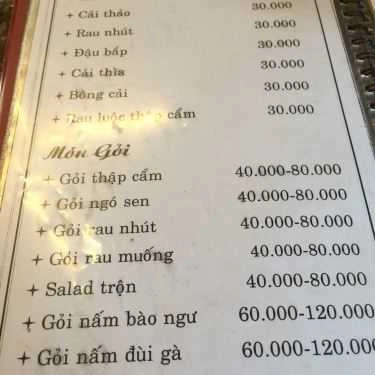 + Cải thảo 30.000
+ Rau nhút 30.000
+ Đậu bắp 30.000
+ Cải thìa 30.000
+ Bông cải 30.000
+ Rau luộc thập cẩm 30.000
Món Gỏi
+ Gỏi thập cẩm 40.000-80.000
+ Gỏi ngó sen 40.000-80.000
+ Gỏi rau nhút 40.000-80.000
+ Gỏi rau muống 40.000-80.000
+ Salad trộn 40.000-80.000
+ Gỏi nấm bào ngư 60.000-120.000
+ Gỏi nấm đùi gà 60.000-120.000